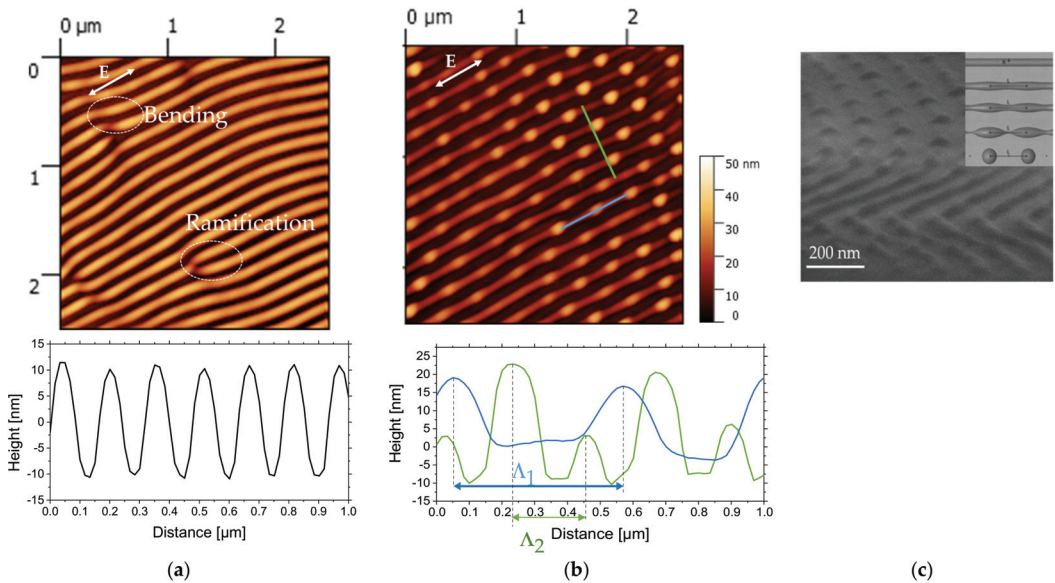 0 µm 1 2
0
1
2
E
Bending
Ramification
15
10
5
0
-5
-10
-15
Height [nm]
0.0 0.1 0.2 0.3 0.4 0.5 0.6 0.7 0.8 0.9 1.0
Distance [µm]
(a)
0 µm 1 2
E
50 nm
40
30
20
10
0
25
20
15
10
5
0
-5
-10
-15
Height [nm]
Λ1
0.0 0.1 0.2 0.3 0.4 0.5 0.6 0.7 0.8 0.9 1.0
Distance [µm]
Λ2
(b)
200 nm
(c)